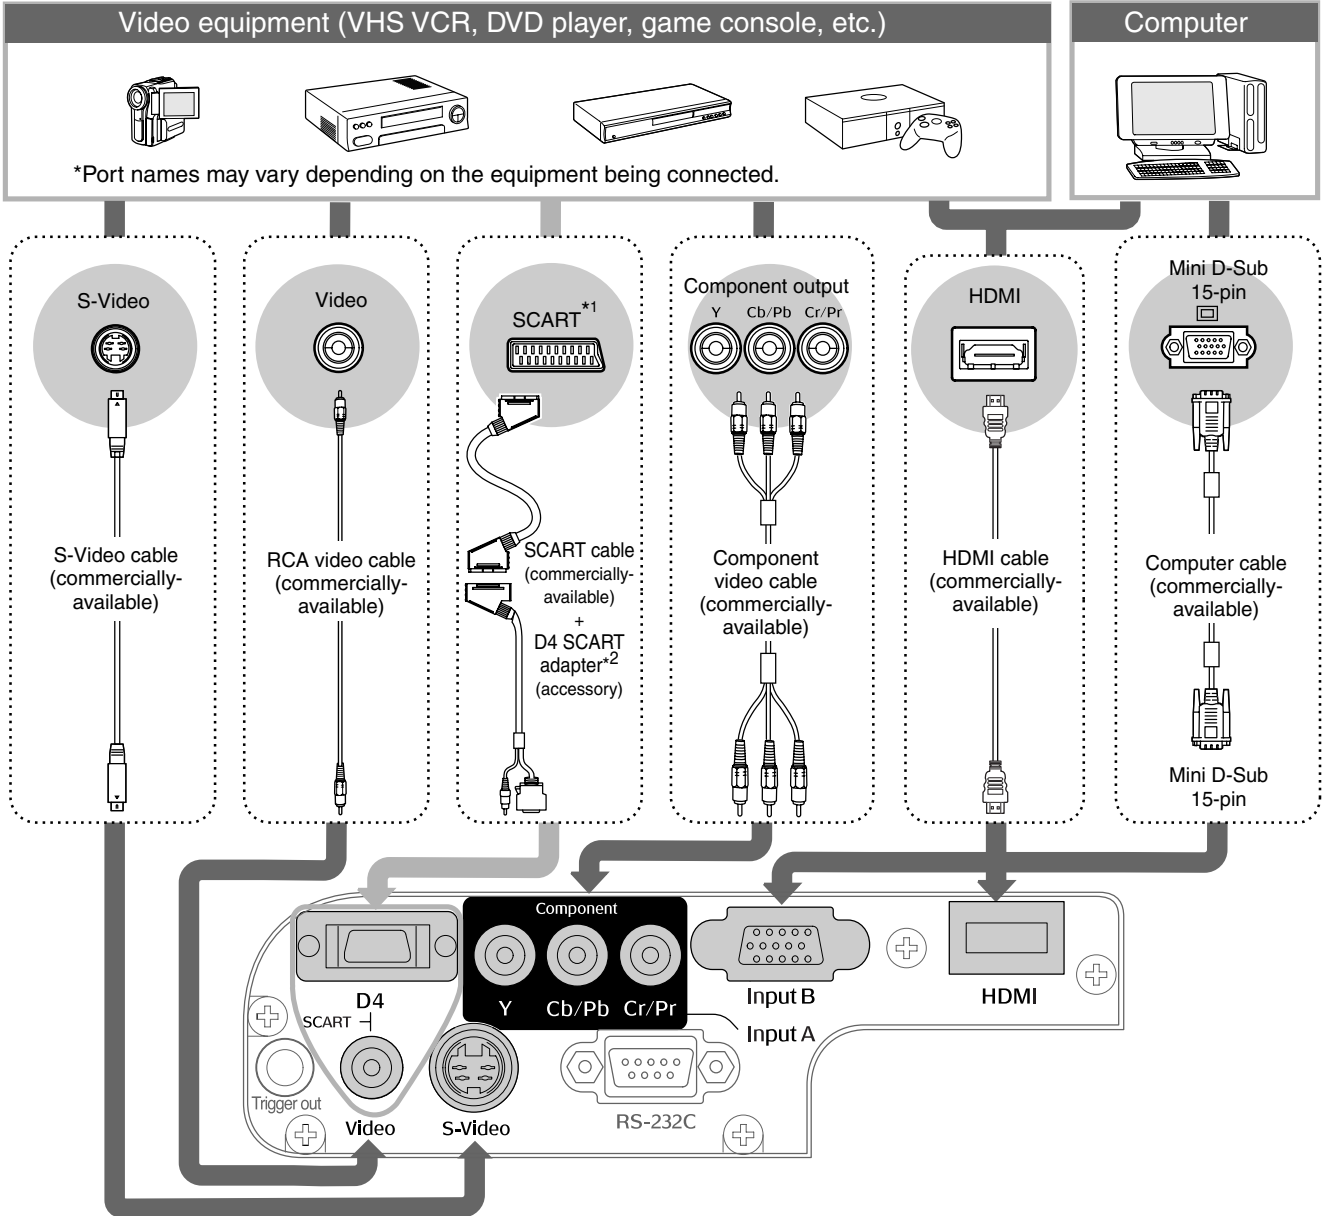 Video equipment (VHS VCR, DVD player, game console, etc.)
Computer
*Port names may vary depending on the equipment being connected.
S-Video
Video
SCART*1
Component output
Y Cb/Pb Cr/Pr
HDMI
Mini D-Sub
15-pin
S-Video cable
(commercially-
available)
RCA video cable
(commercially-
available)
SCART cable
(commercially-
available)
+
D4 SCART
adapter*2
(accessory)
Component
video cable
(commercially-
available)
HDMI cable
(commercially-
available)
Computer cable
(commercially-
available)
Mini D-Sub
15-pin
Component
Y Cb/Pb Cr/Pr
D4
SCART
Input B
Input A
HDMI
Trigger out
Video
S-Video
RS-232C